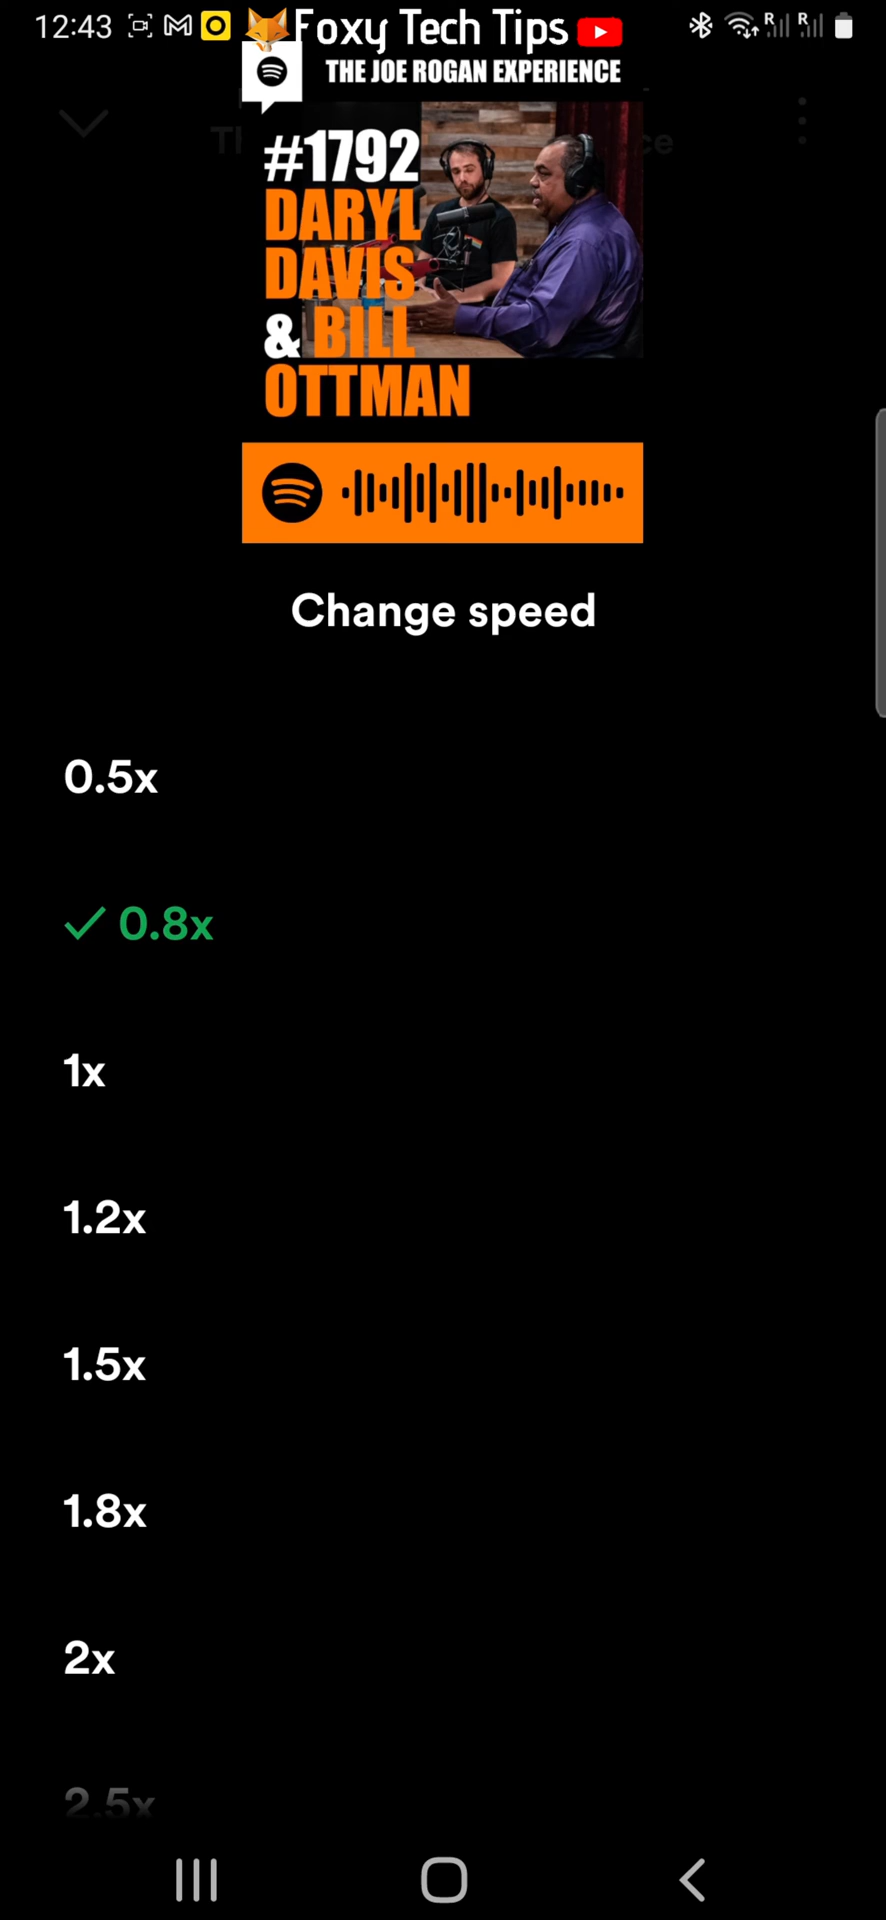 12:43 Foxy Tech Tips
THE JOE ROGAN EXPERIENCE
#1792
DARYL
DAVIS
& BILL
OTTMAN
Change speed
0.5x
0.8x
1x
1.2x
1.5x
1.8x
2x
2.5x